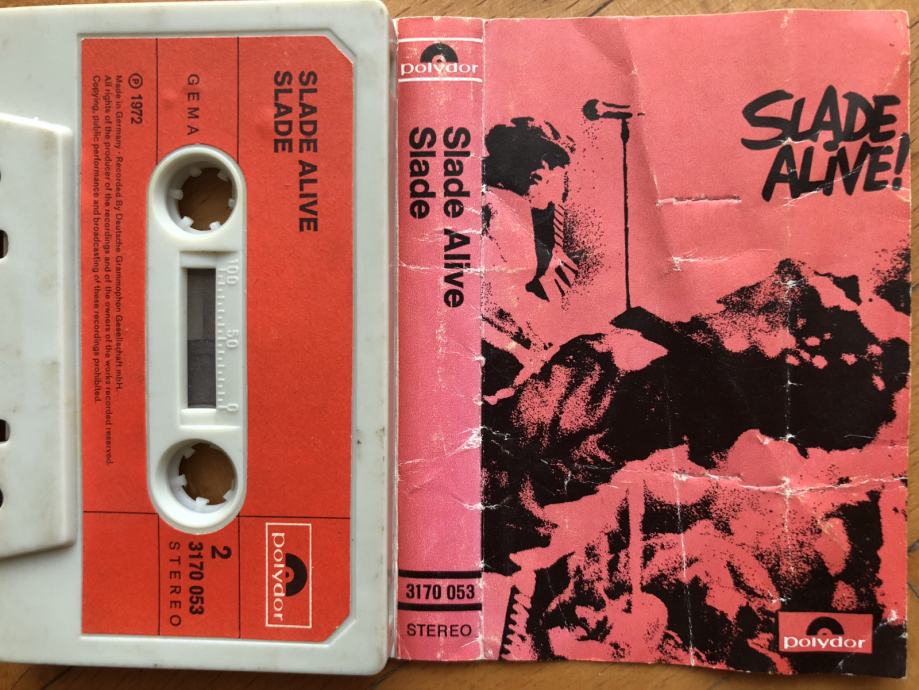 SLADE ALIVE
SLADE
GEMA
℗ 1972
Made in Germany · Recorded By Deutsche Grammophon Gesellschaft mbH.
All rights of the producer of the recordings and of the owners of the works recorded reserved.
Copying, public performance and broadcasting of these recordings prohibited.
100
50
0
polydor
2
3170 053
STEREO
polydor
Slade Alive
Slade
3170 053
STEREO
SLADE
ALIVE!
polydor